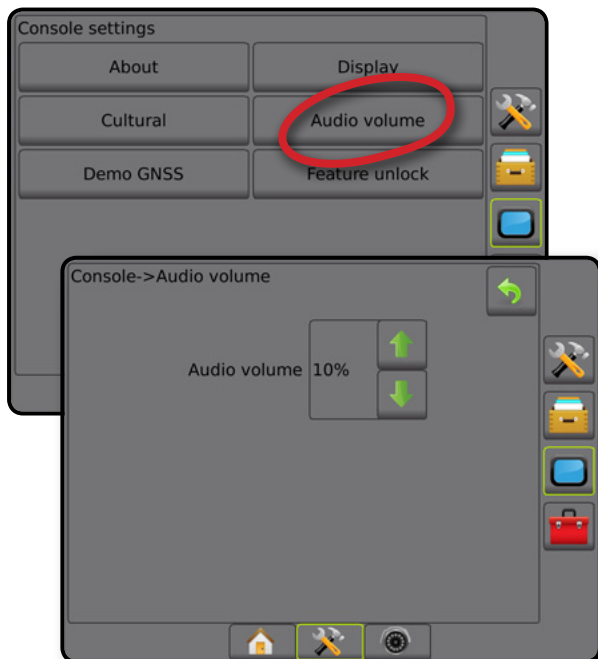 Console settings
About
Display
Cultural
Audio volume
Demo GNSS
Feature unlock
Console->Audio volume
Audio volume 10%